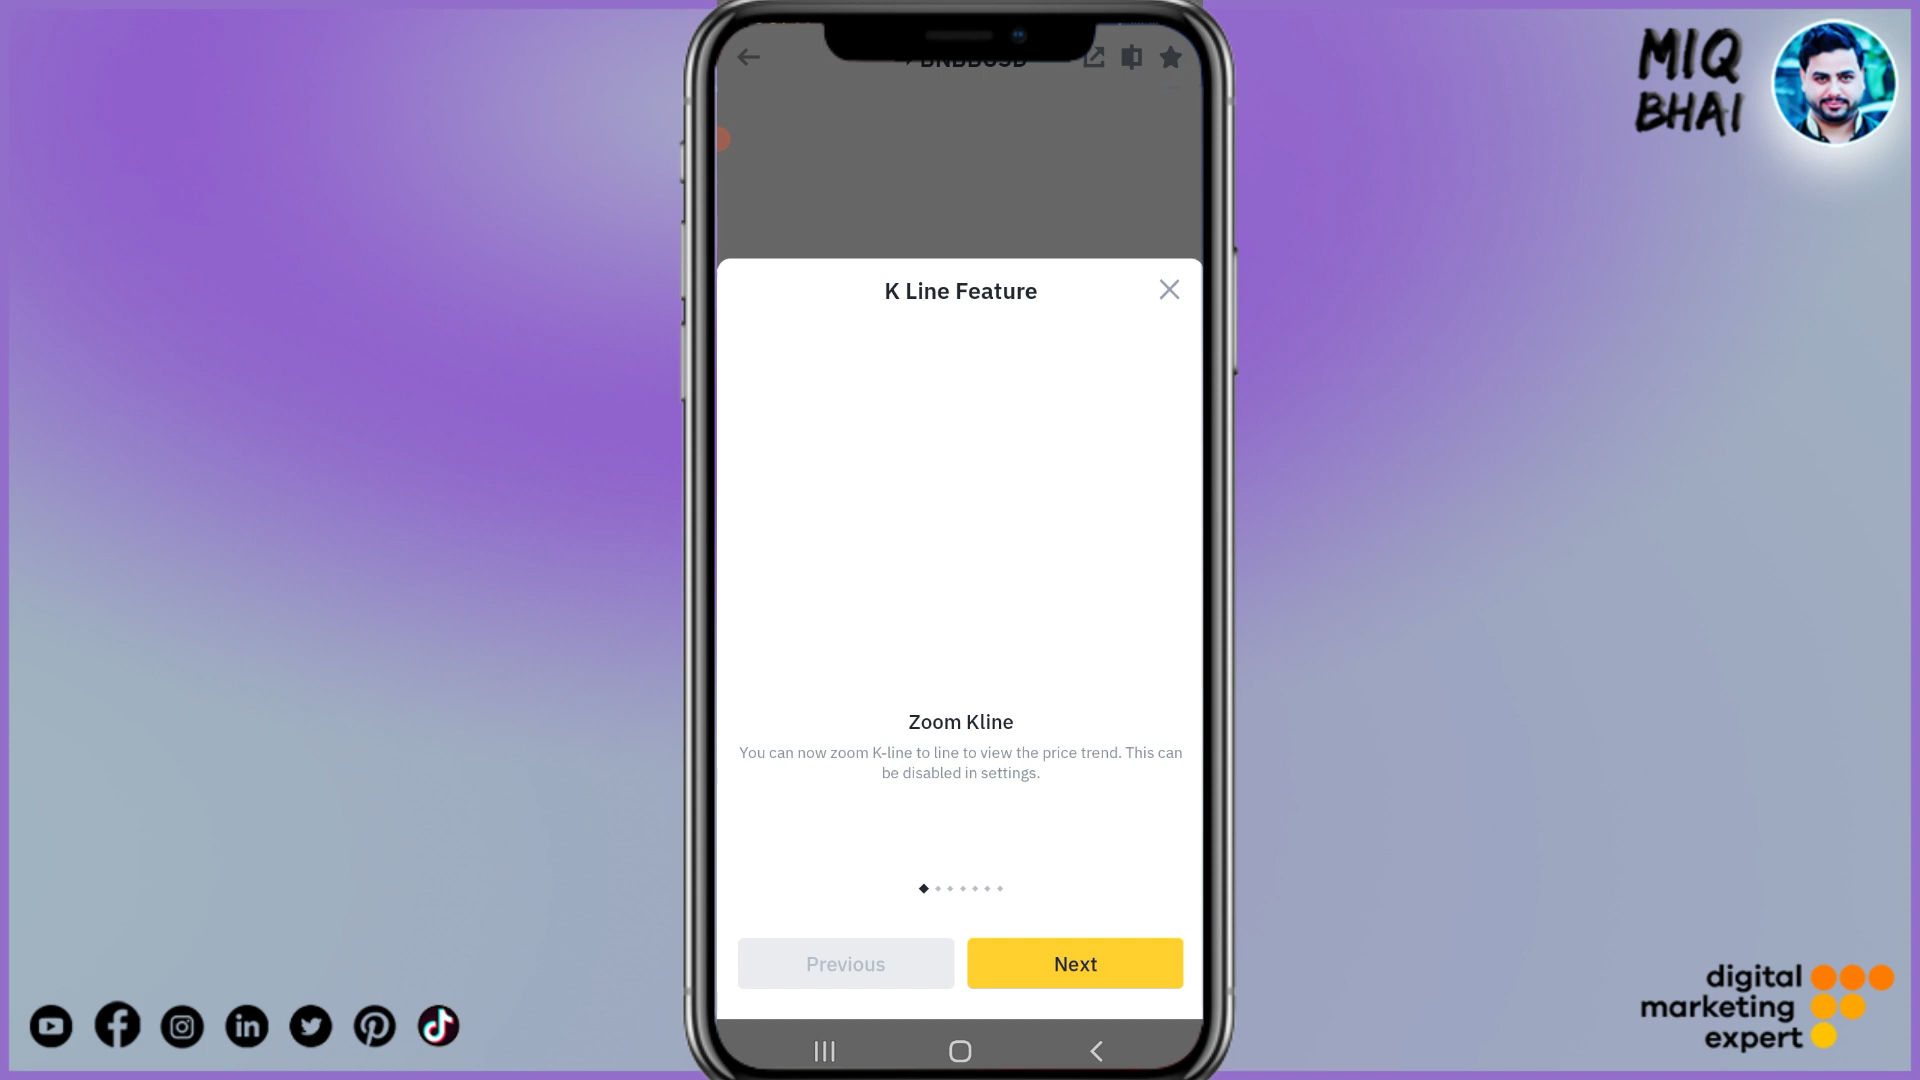 MIQ
BHAI
K Line Feature
Zoom Kline
You can now zoom K-line to line to view the price trend. This can
be disabled in settings.
Previous
Next
digital
marketing
expert